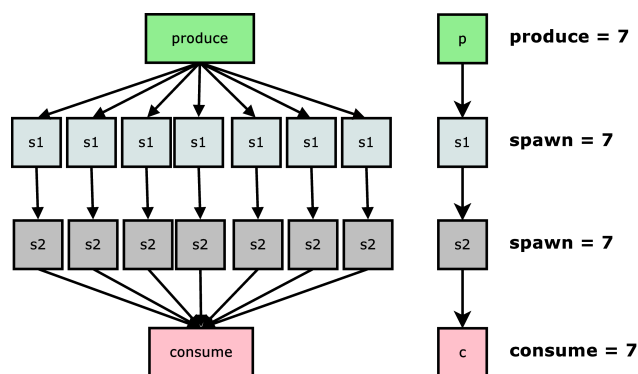 produce
p
produce = 7
s1 s1 s1 s1 s1 s1 s1
s1
spawn = 7
s2 s2 s2 s2 s2 s2 s2
s2
spawn = 7
consume
c
consume = 7